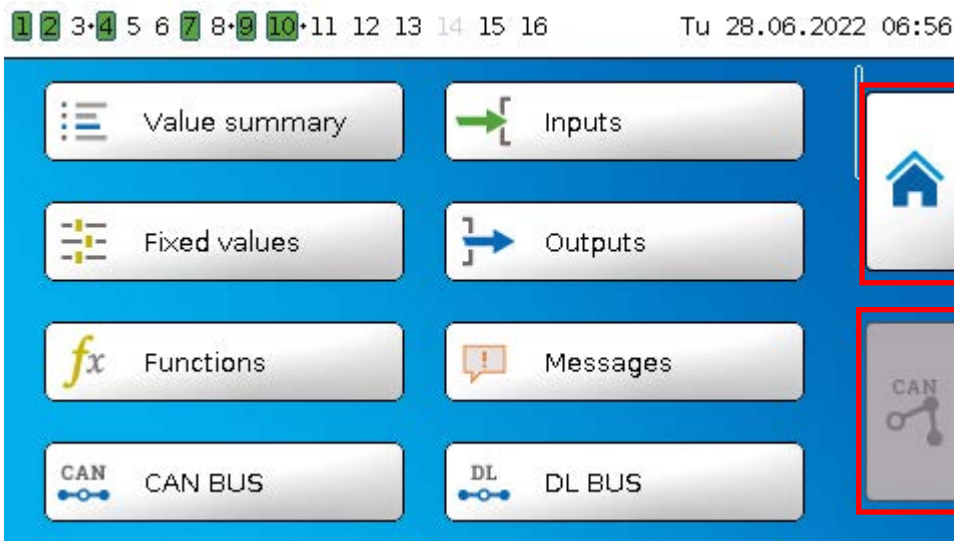 1 2 3+4 5 6 7 8+9 10+11 12 13 14 15 16 Tu 28.06.2022 06:56
Value summary Inputs
Fixed values Outputs
fx Functions ! Messages
CAN
CAN CAN BUS DL DL BUS